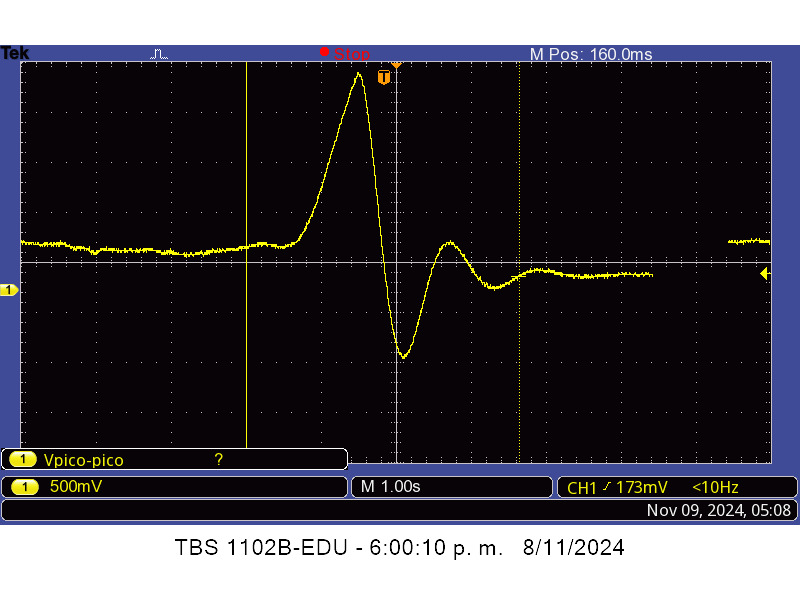 Tek Stop M Pos: 160.0ms
T
1
1 Vpico-pico ?
1 500mV M 1.00s CH1 173mV <10Hz
Nov 09, 2024, 05:08
TBS 1102B-EDU - 6:00:10 p. m. 8/11/2024